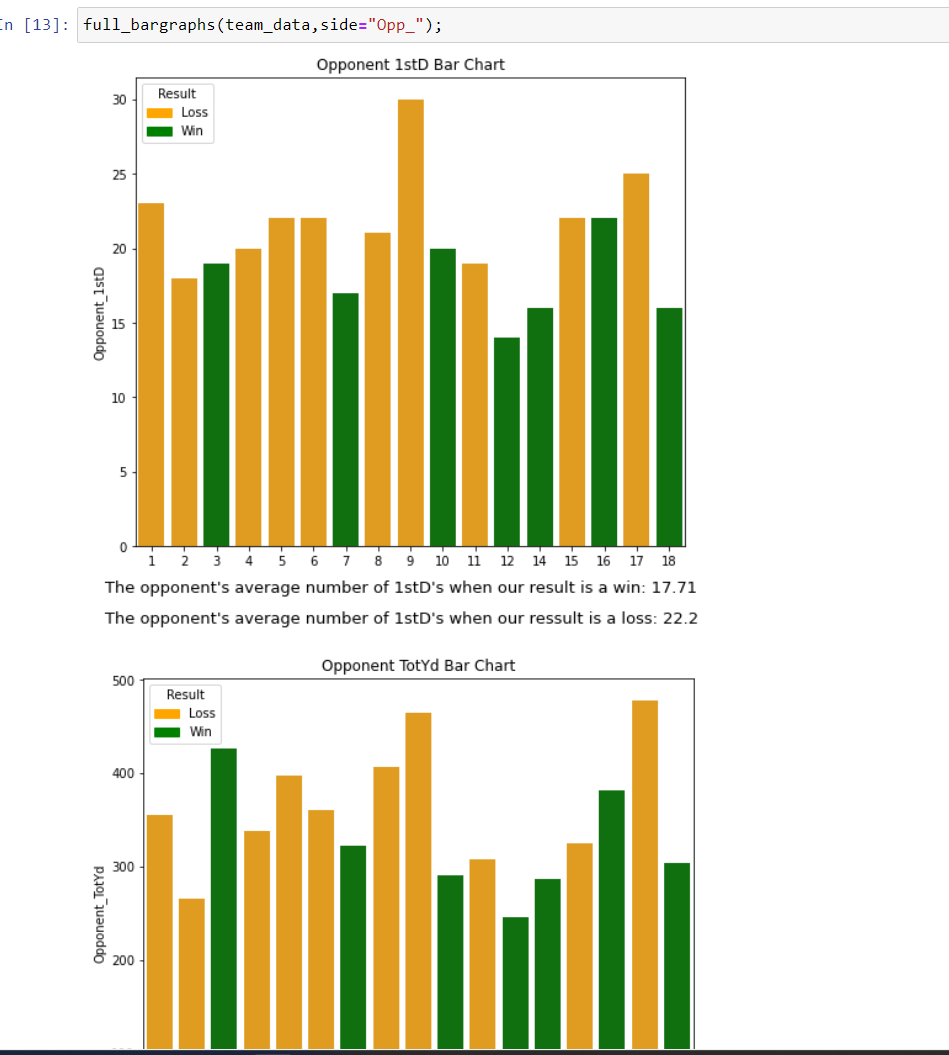 In [13]: full_bargraphs(team_data,side="Opp_");
Opponent 1stD Bar Chart
Result
Loss
Win
30
25
20
15
10
5
0
Opponent_1stD
1 2 3 4 5 6 7 8 9 10 11 12 14 15 16 17 18
The opponent's average number of 1stD's when our result is a win: 17.71
The opponent's average number of 1stD's when our ressult is a loss: 22.2
Opponent TotYd Bar Chart
Result
Loss
Win
500
400
300
200
Opponent_TotYd